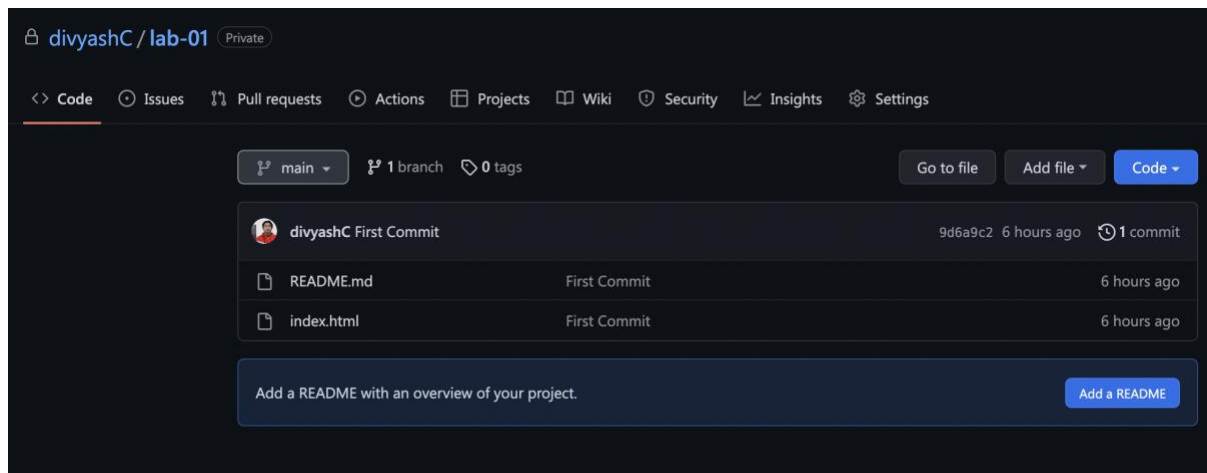 divyashC / lab-01 Private
Code Issues Pull requests Actions Projects Wiki Security Insights Settings
main 1 branch 0 tags Go to file Add file Code
divyashC First Commit 9d6a9c2 6 hours ago 1 commit
README.md First Commit 6 hours ago
index.html First Commit 6 hours ago
Add a README with an overview of your project. Add a README